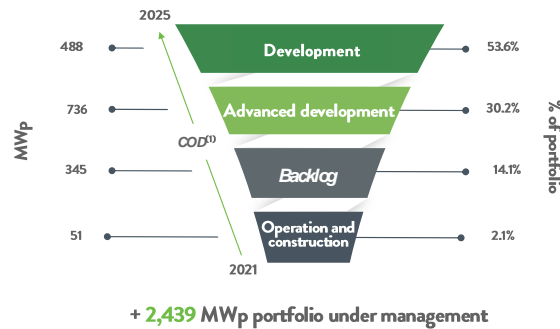 2025
488
Development
53.6%
736
Advanced development
30.2%
MWp
COD(1)
% of portfolio
345
Backlog
14.1%
51
Operation and
construction
2.1%
2021
+ 2,439 MWp portfolio under management